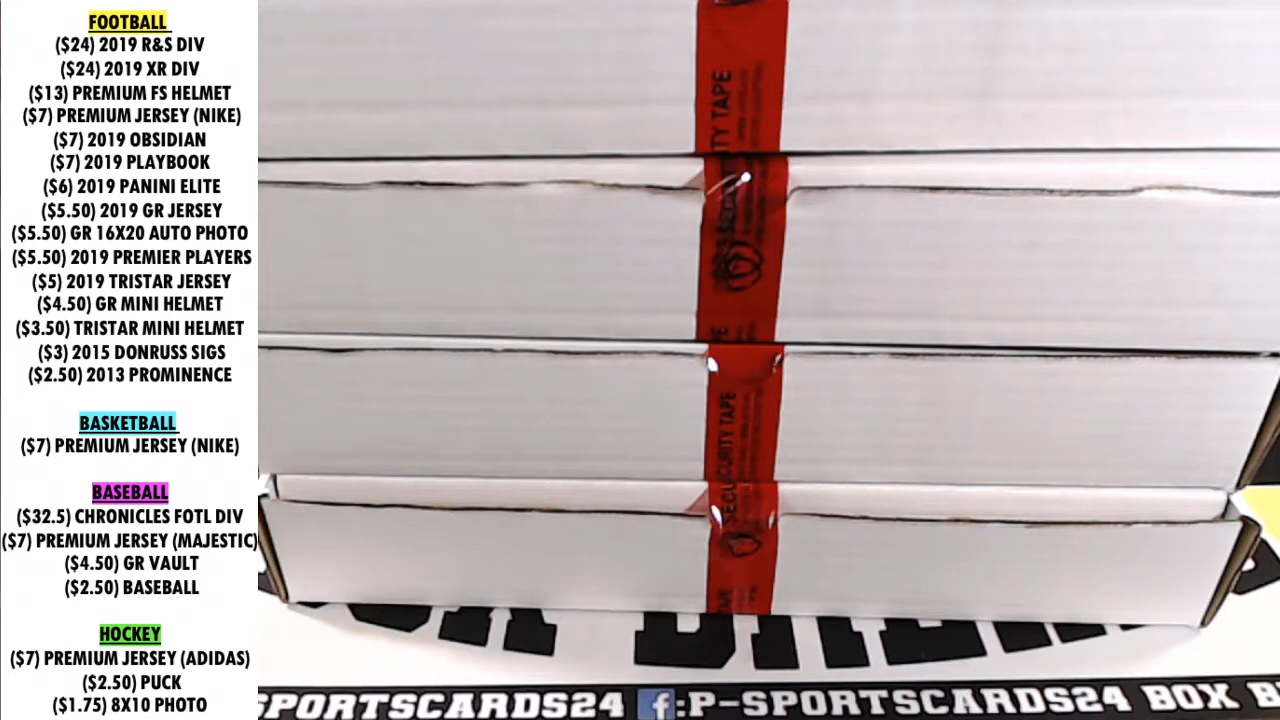 FOOTBALL
($24) 2019 R&S DIV
($24) 2019 XR DIV
($13) PREMIUM FS HELMET
($7) PREMIUM JERSEY (NIKE)
($7) 2019 OBSIDIAN
($7) 2019 PLAYBOOK
($6) 2019 PANINI ELITE
($5.50) 2019 GR JERSEY
($5.50) GR 16X20 AUTO PHOTO
($5.50) 2019 PREMIER PLAYERS
($5) 2019 TRISTAR JERSEY
($4.50) GR MINI HELMET
($3.50) TRISTAR MINI HELMET
($3) 2015 DONRUSS SIGS
($2.50) 2013 PROMINENCE
BASKETBALL
($7) PREMIUM JERSEY (NIKE)
BASEBALL
($32.5) CHRONICLES FOTL DIV
($7) PREMIUM JERSEY (MAJESTIC)
($4.50) GR VAULT
($2.50) BASEBALL
HOCKEY
($7) PREMIUM JERSEY (ADIDAS)
($2.50) PUCK
($1.75) 8X10 PHOTO
TY TAPE
CURITY TAPE
SECU
SPORTSCARDS24 f:P-SPORTSCARDS24 BOX B